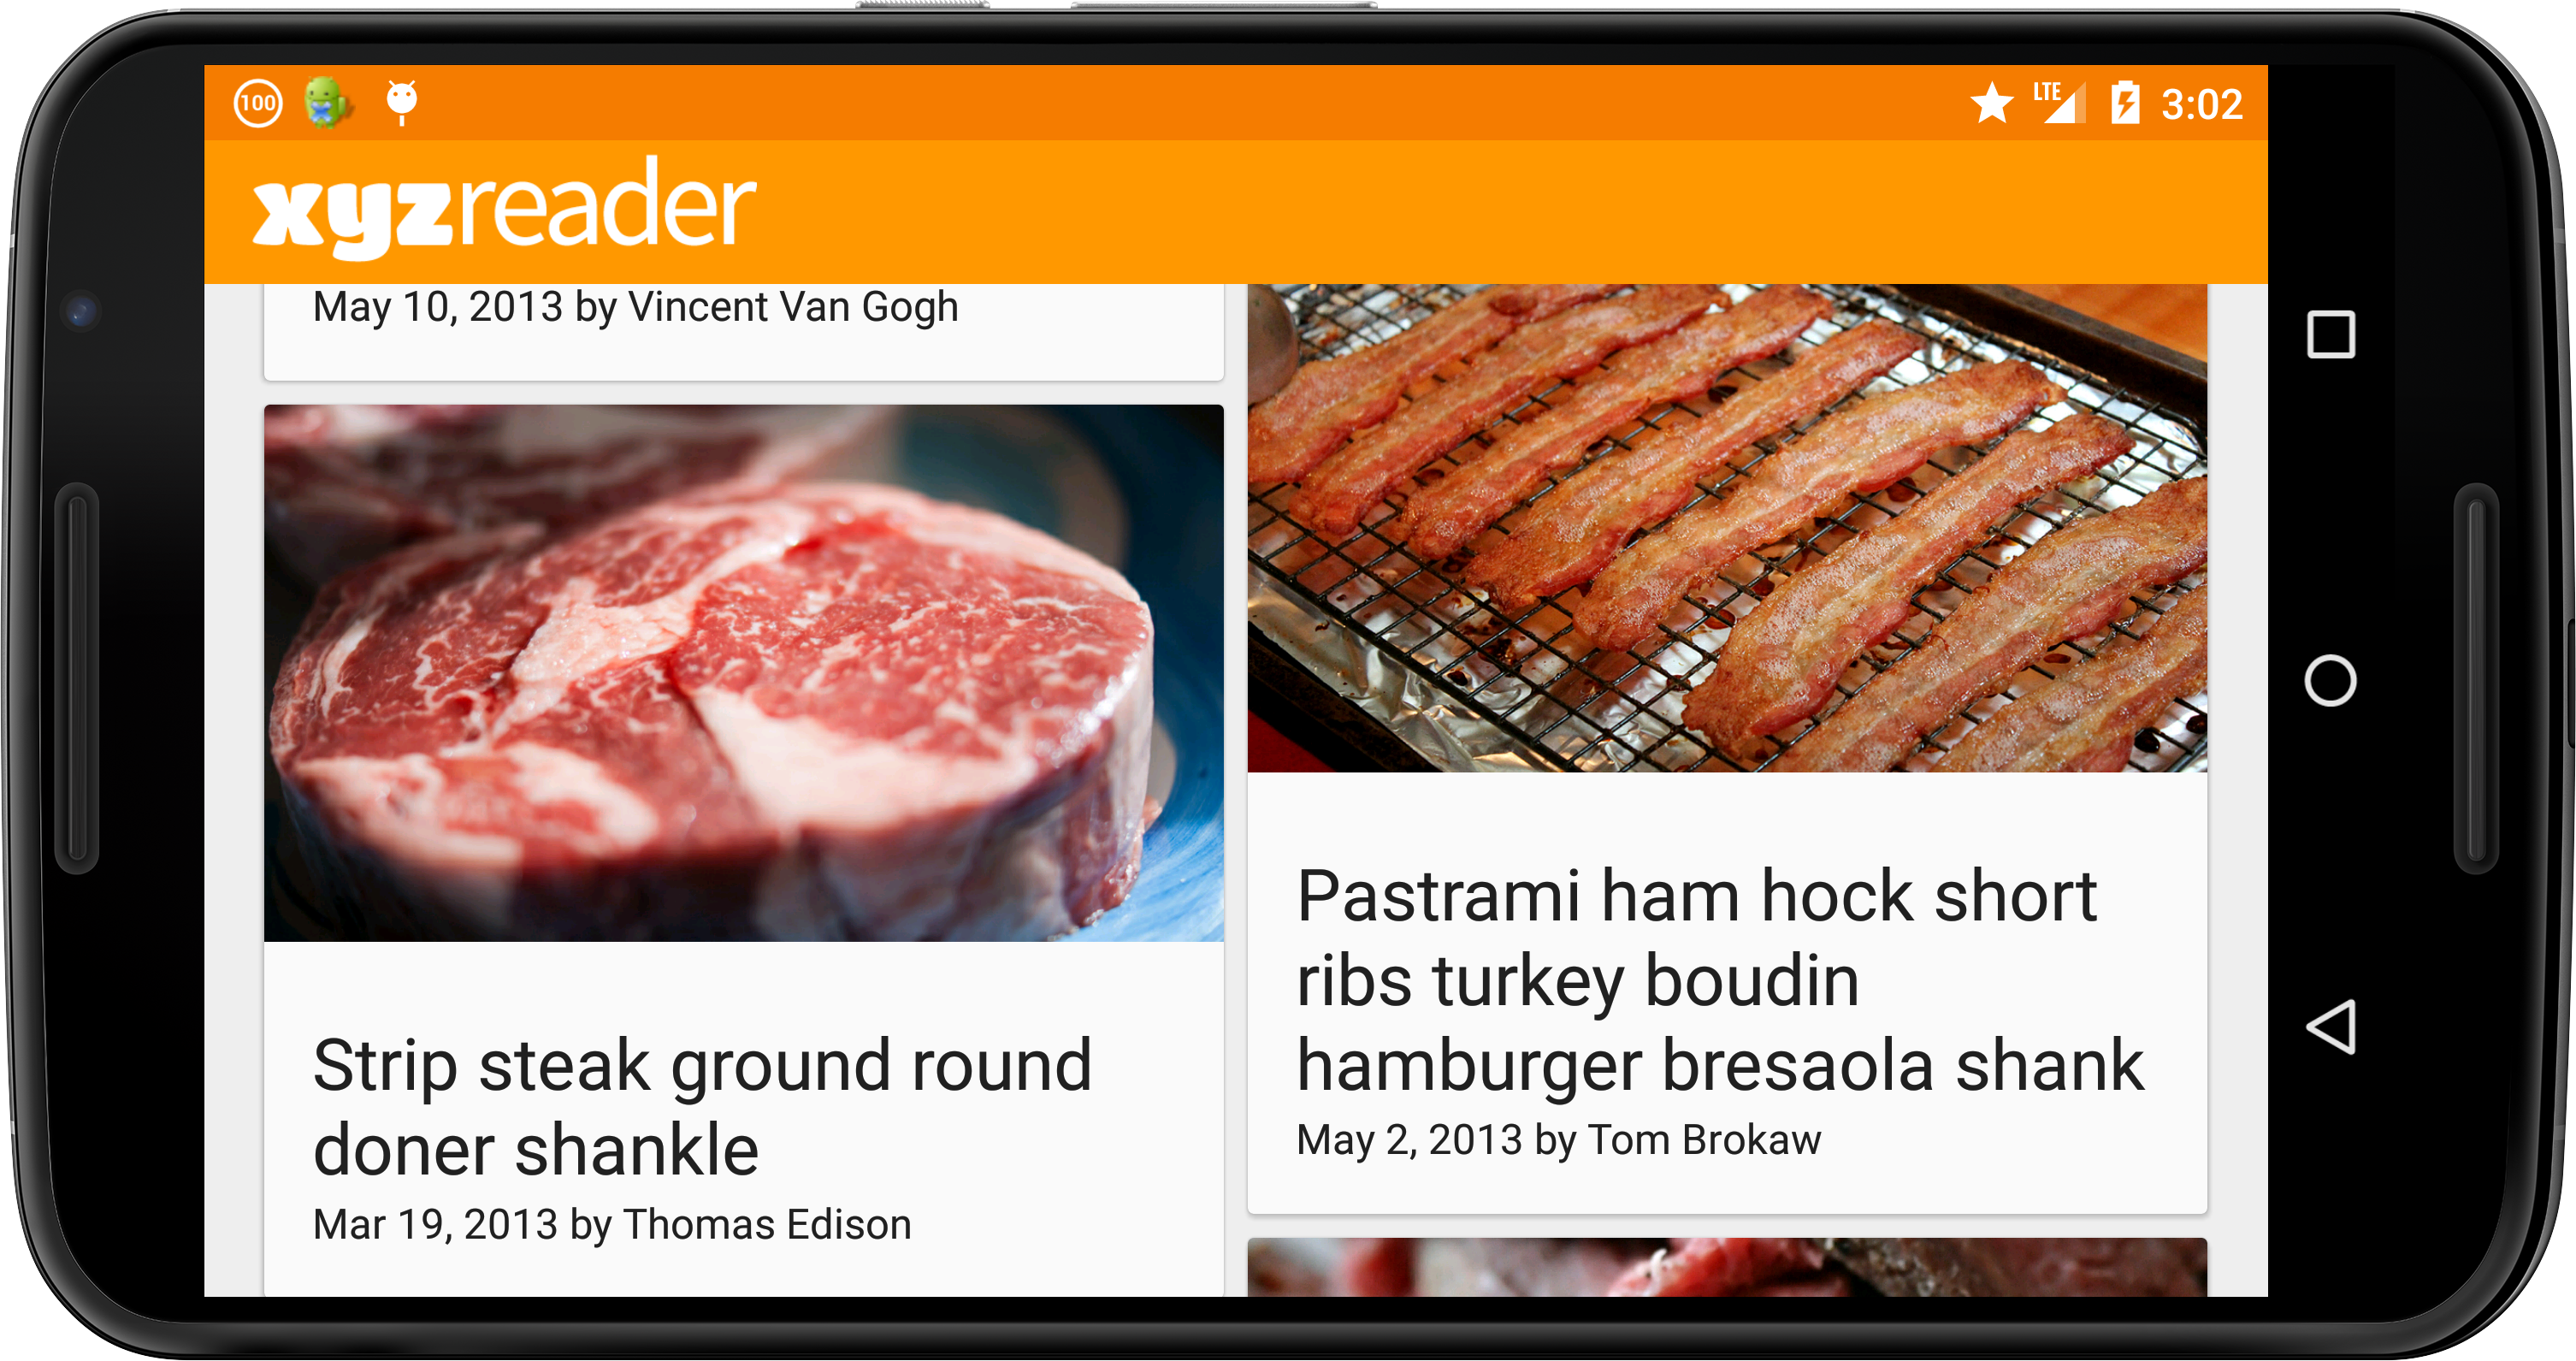 100
LTE
3:02
xyzreader
May 10, 2013 by Vincent Van Gogh
Strip steak ground round
doner shankle
Mar 19, 2013 by Thomas Edison
Pastrami ham hock short
ribs turkey boudin
hamburger bresaola shank
May 2, 2013 by Tom Brokaw